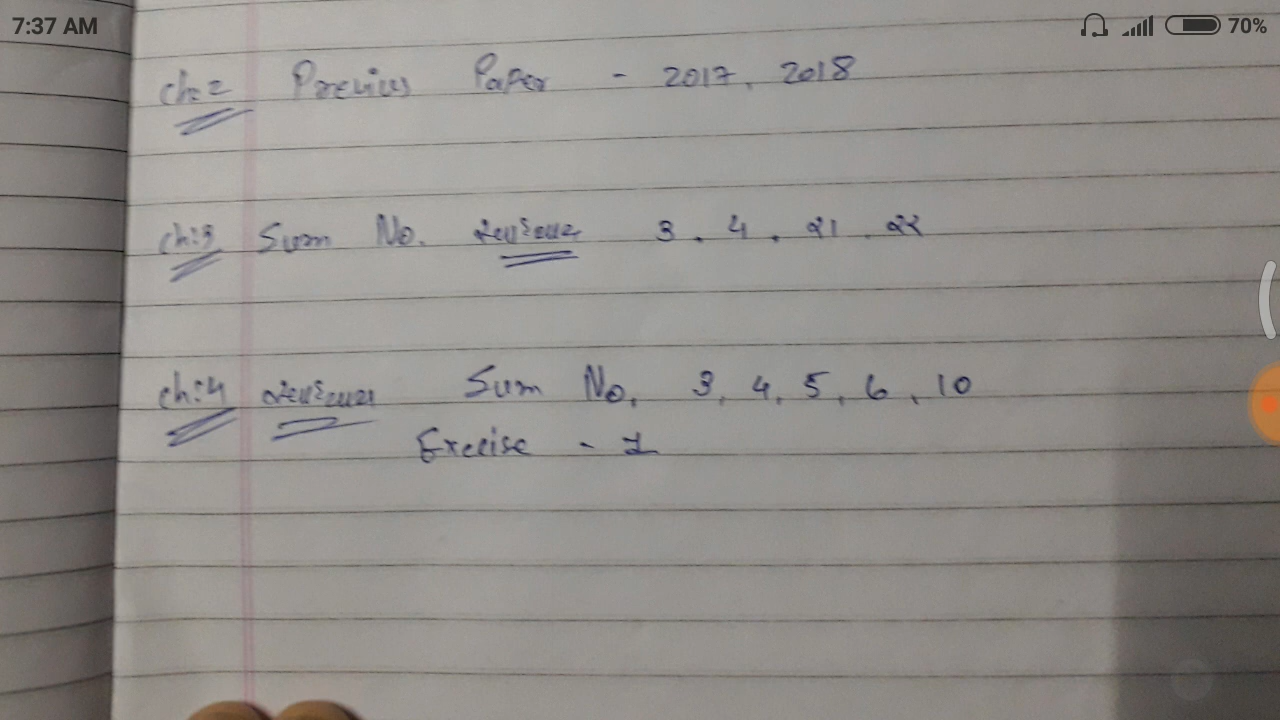 7:37 AM 70%
ch:2 Previus Paper - 2017, 2018
ch:3 Sum No. 3, 4, 21, 22
ch:4 Sum No, 3, 4, 5, 6, 10
Execise - 1